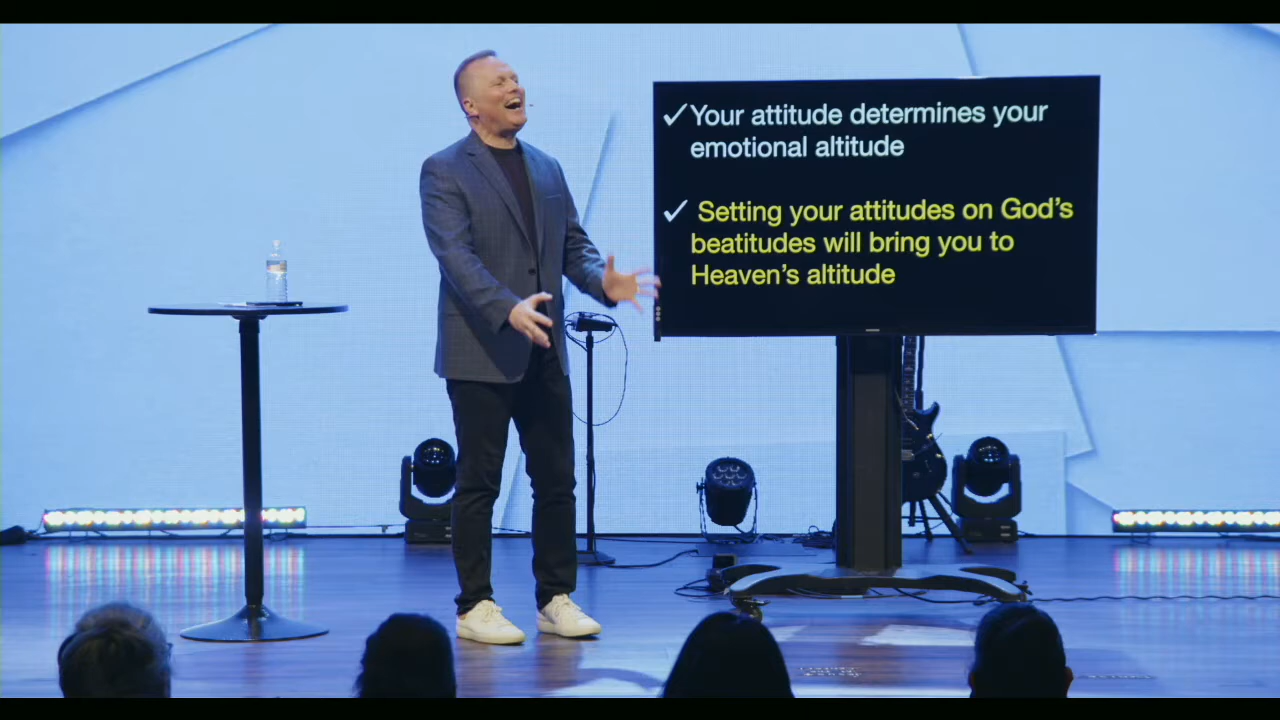 ✓Your attitude determines your
emotional altitude
✓ Setting your attitudes on God's
beatitudes will bring you to
Heaven's altitude